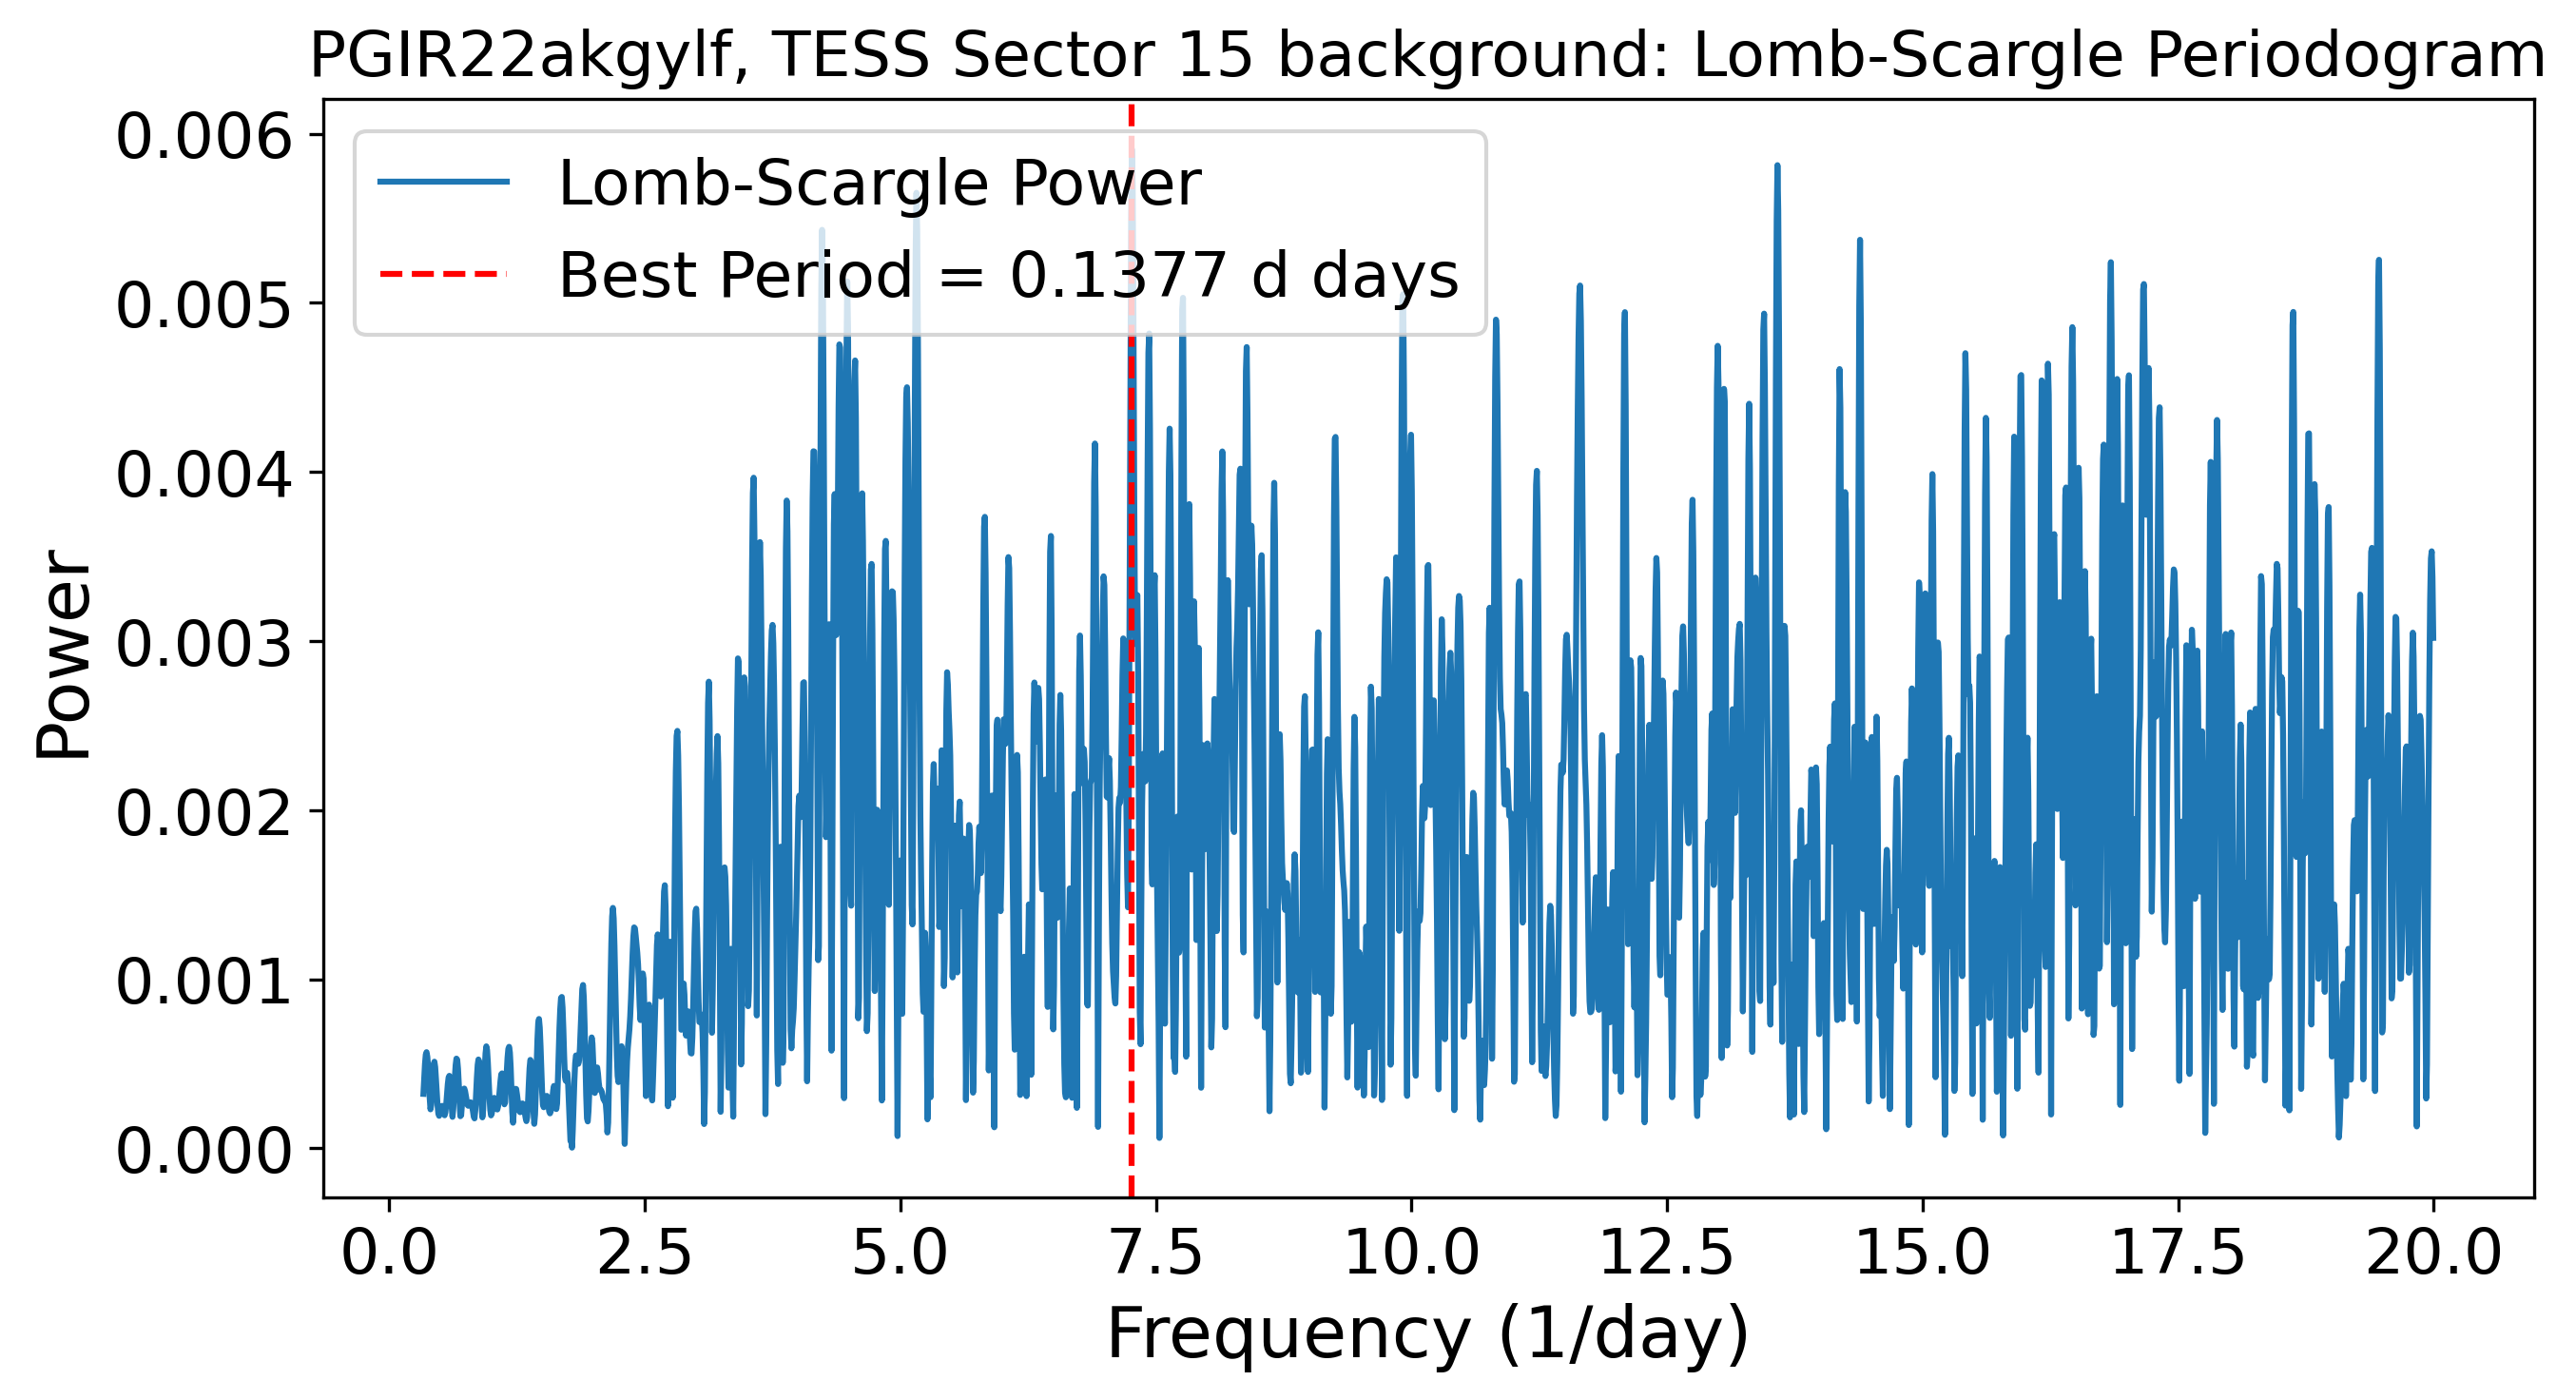 PGIR22akgylf, TESS Sector 15 background: Lomb-Scargle Periodogram
Lomb-Scargle Power
Best Period = 0.1377 d days
0.006
0.005
0.004
0.003
0.002
0.001
0.000
Power
0.0 2.5 5.0 7.5 10.0 12.5 15.0 17.5 20.0
Frequency (1/day)